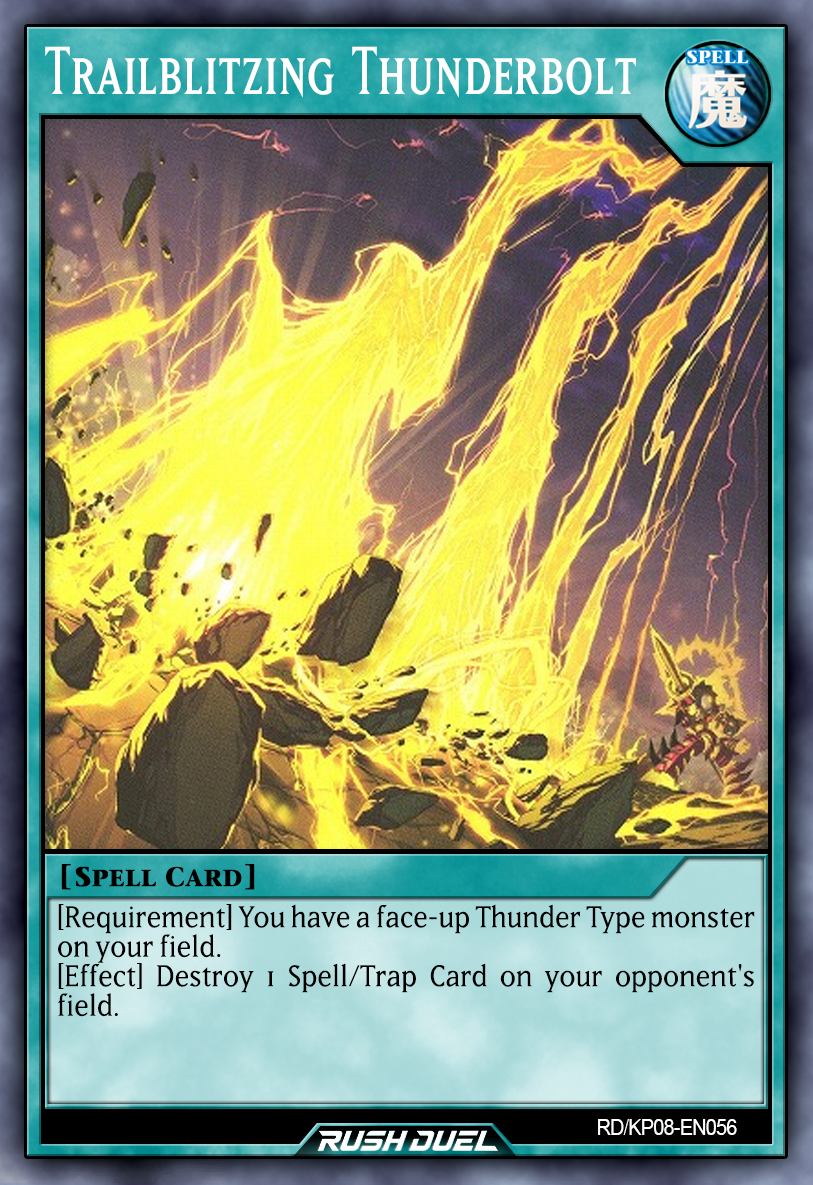 Trailblitzing Thunderbolt
SPELL
魔
[Spell Card]
[Requirement] You have a face-up Thunder Type monster
on your field.
[Effect] Destroy 1 Spell/Trap Card on your opponent's
field.
RD/KP08-EN056
RUSH DUEL